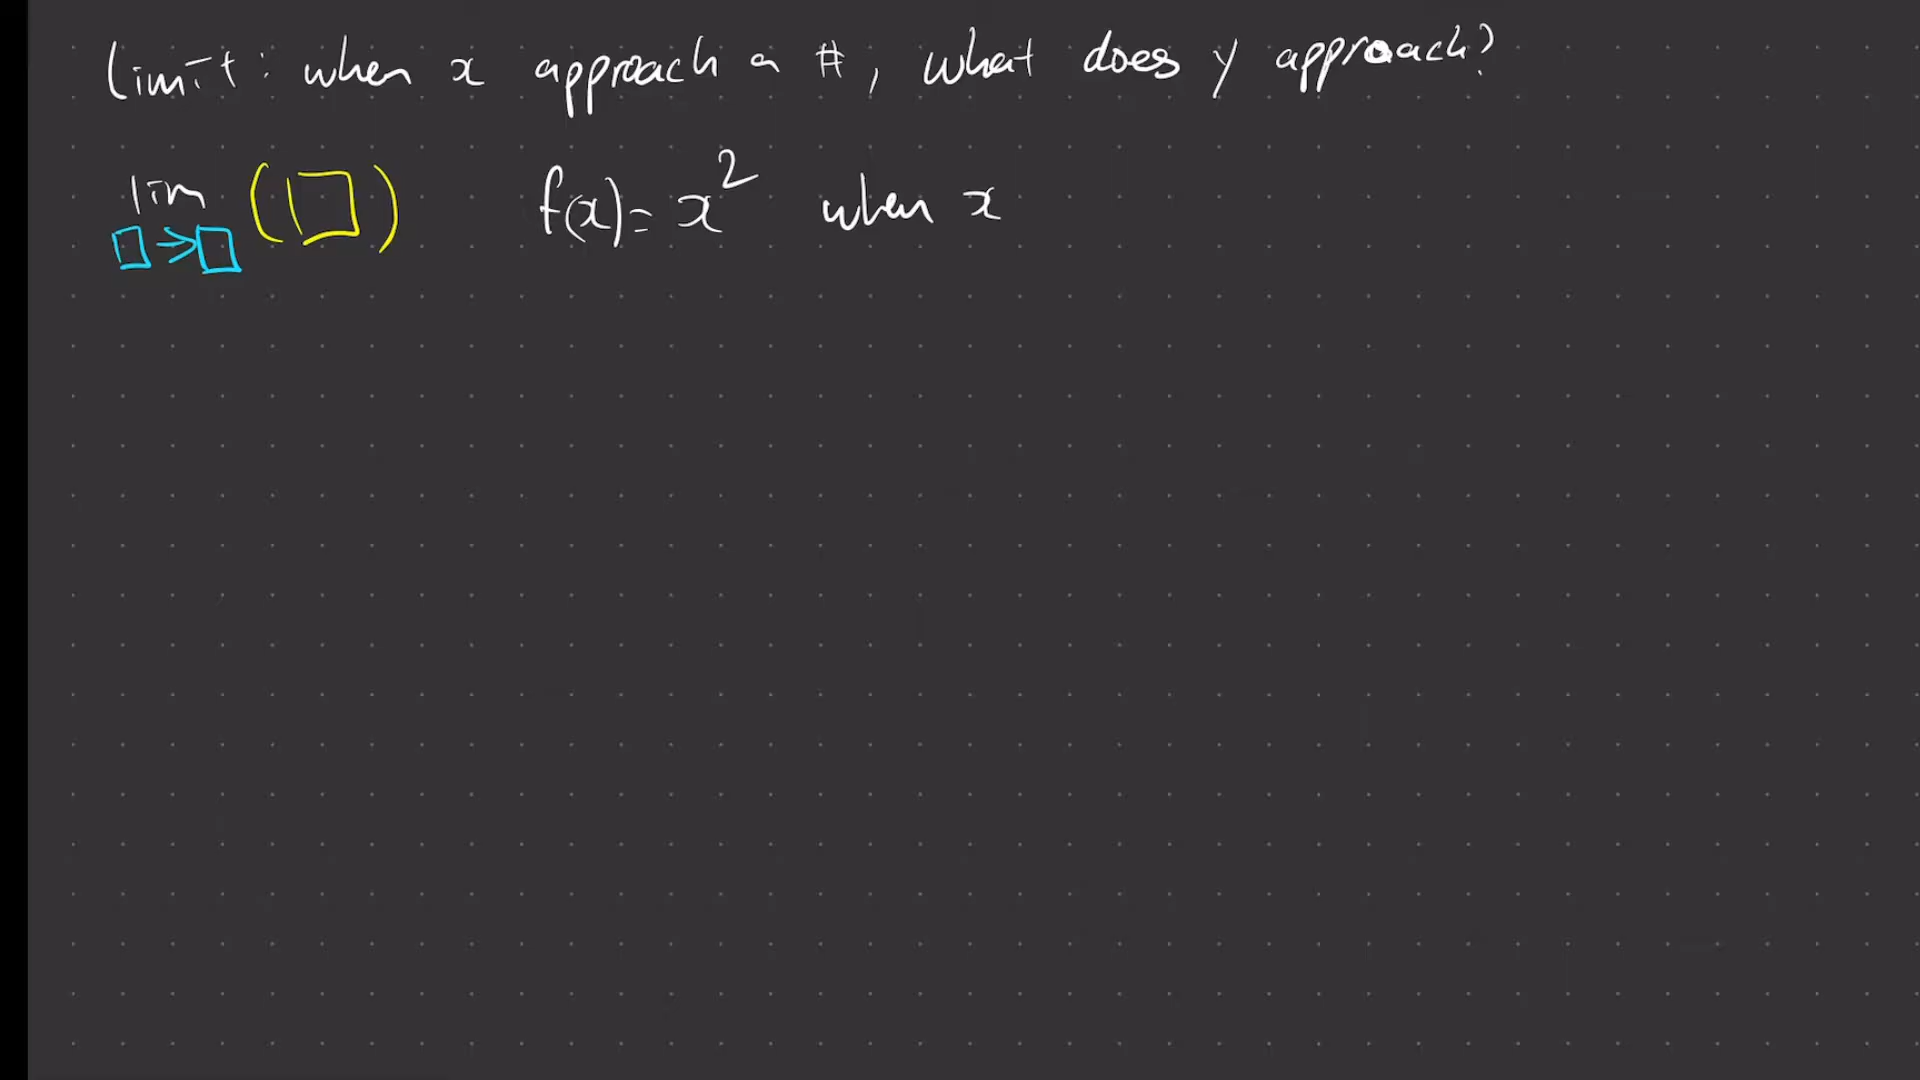 limit: when x approach a #, what does y approach?
lim □→□ (□) f(x)= x² when x